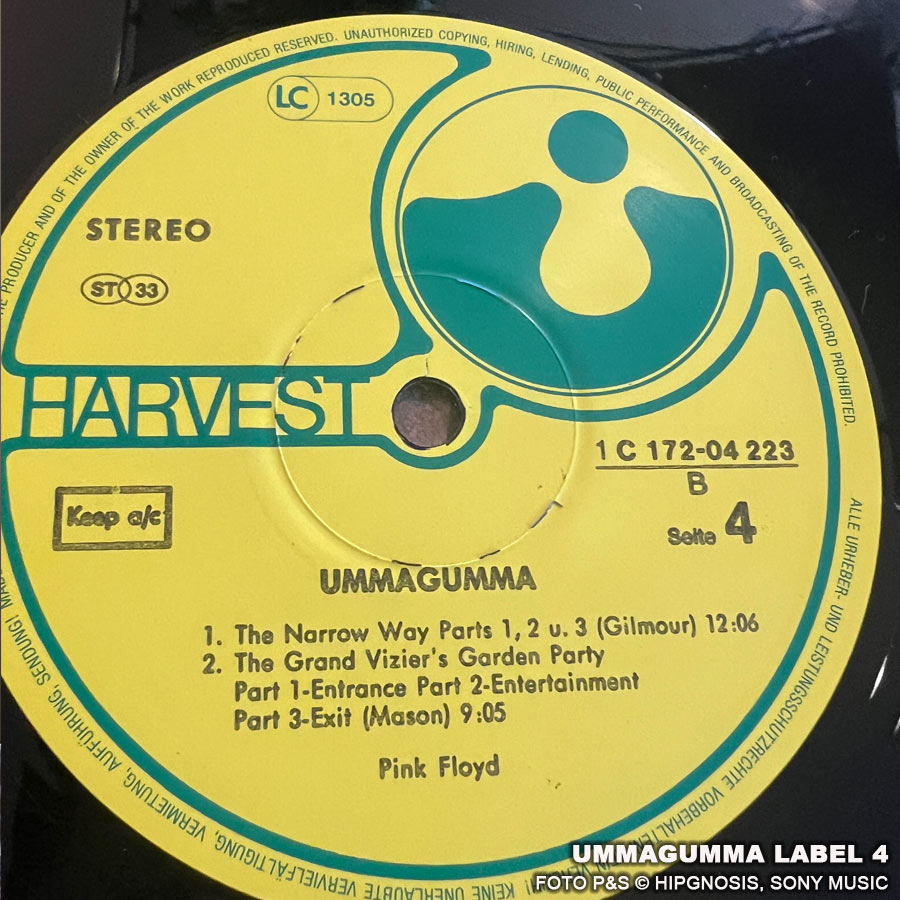 THE PRODUCER AND OF THE OWNER OF THE WORK REPRODUCED RESERVED. UNAUTHORIZED COPYING, HIRING, LENDING, PUBLIC PERFORMANCE AND BROADCASTING OF THE RECORD PROHIBITED.
LC 1305
STEREO
ST 33
HARVEST
1 C 172-04 223
B
Keep a/c
Seite 4
UMMAGUMMA
1. The Narrow Way Parts 1, 2 u. 3 (Gilmour) 12:06
2. The Grand Vizier's Garden Party
Part 1-Entrance Part 2-Entertainment
Part 3-Exit (Mason) 9:05
Pink Floyd
ALLE URHEBER- UND LEISTUNGSSCHUTZRECHTE VORBEHALTEN
KEINE UNERLAUBTE VERVIELFÄLTIGUNG, VERMIETUNG, AUFFÜHRUNG, SENDUNG!
UMMAGUMMA LABEL 4
FOTO P&S © HIPGNOSIS, SONY MUSIC